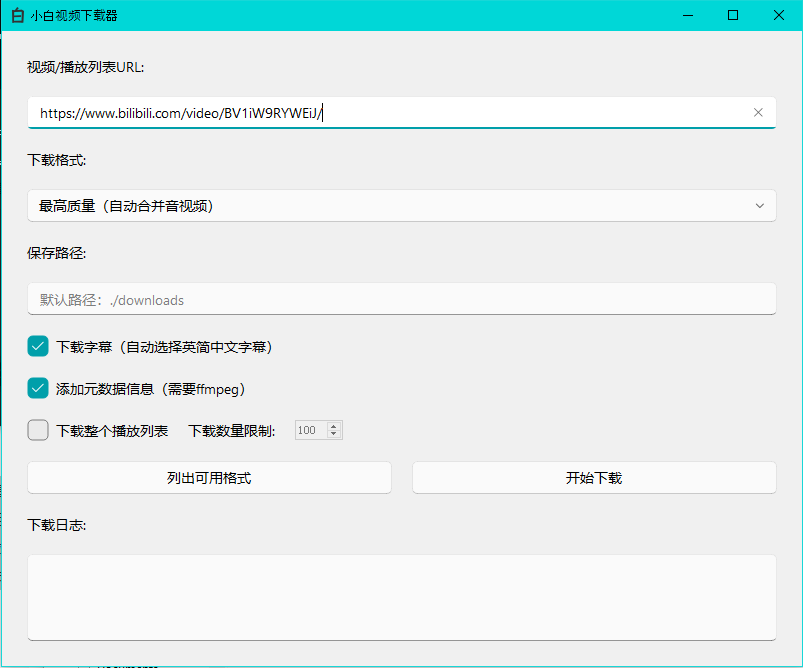 白 小白视频下载器
视频/播放列表URL:
https://www.bilibili.com/video/BV1iW9RYWEiJ/
下载格式:
最高质量（自动合并音视频）
保存路径:
默认路径：./downloads
下载字幕（自动选择英简中文字幕）
添加元数据信息（需要ffmpeg）
下载整个播放列表 下载数量限制: 100
列出可用格式 开始下载
下载日志: